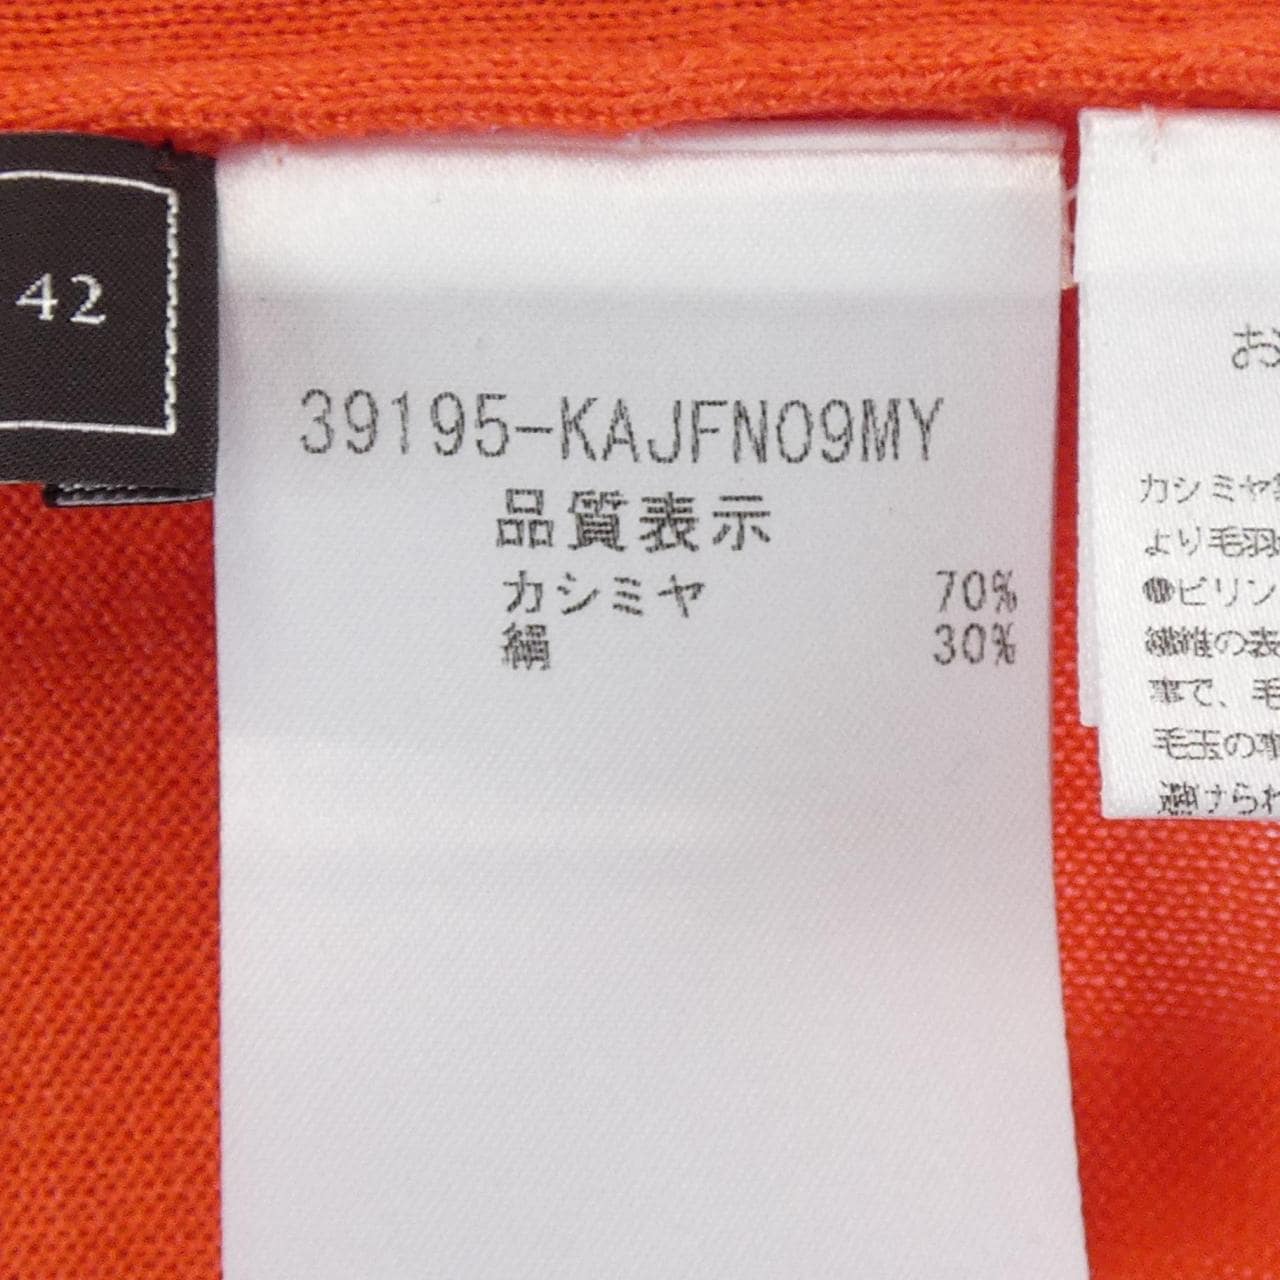 42
39195-KAJFN09MY
品質表示
カシミヤ 70%
絹 30%
お
カシミヤ
より毛羽
ピリン
繊維の表
事で、毛
毛玉の事
避けられ